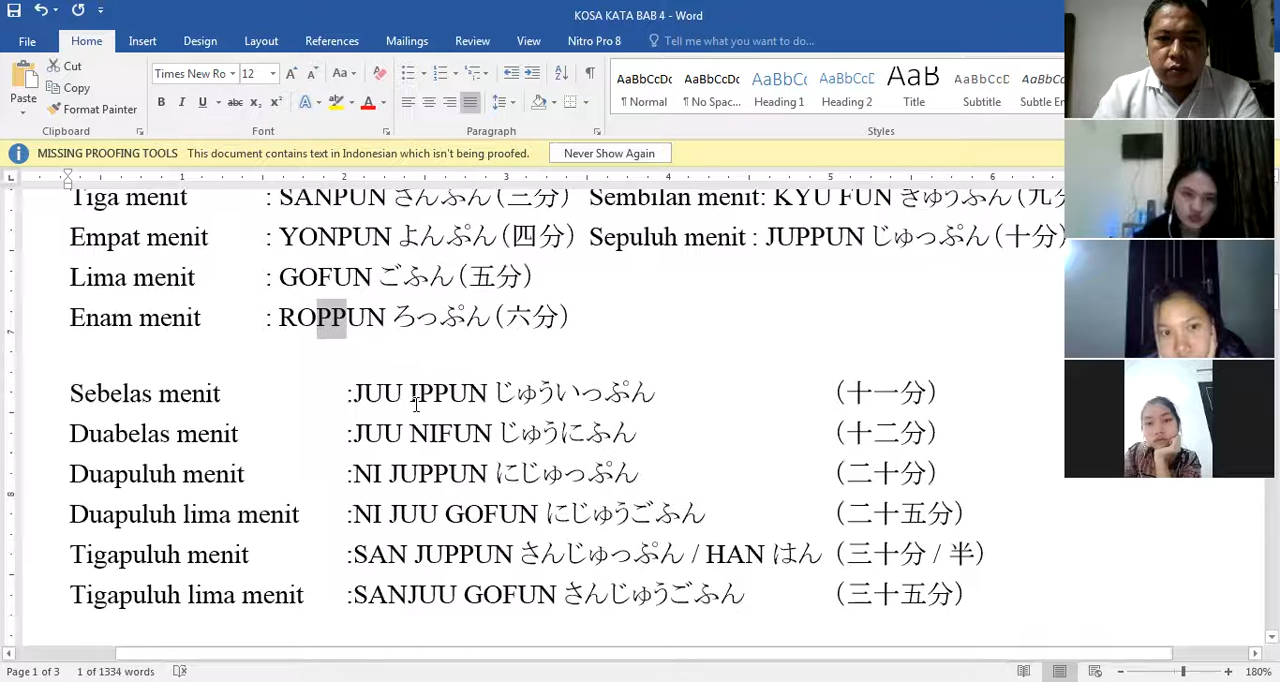 KOSA KATA BAB 4 - Word
File Home Insert Design Layout References Mailings Review View Nitro Pro 8 Tell me what you want to do...
Paste Cut Copy Format Painter
Times New Ro 12
AaBbCcDc AaBbCcDc AaBbCc AaBbCcC AaB AaBbCcD AaBbCcDc
¶ Normal ¶ No Spac... Heading 1 Heading 2 Title Subtitle Subtle Em
Clipboard Font Paragraph Styles
MISSING PROOFING TOOLS This document contains text in Indonesian which isn't being proofed. Never Show Again
1 2 3 4 5 6
Tiga menit : SANPUN さんぷん（三分） Sembilan menit: KYU FUN きゅうふん（九分
Empat menit : YONPUN よんぷん（四分） Sepuluh menit : JUPPUN じゅっぷん（十分）
Lima menit : GOFUN ごふん（五分）
Enam menit : ROPPUN ろっぷん（六分）
Sebelas menit :JUU IPPUN じゅういっぷん （十一分）
Duabelas menit :JUU NIFUN じゅうにふん （十二分）
Duapuluh menit :NI JUPPUN にじゅっぷん （二十分）
Duapuluh lima menit :NI JUU GOFUN にじゅうごふん （二十五分）
Tigapuluh menit :SAN JUPPUN さんじゅっぷん / HAN はん （三十分 / 半）
Tigapuluh lima menit :SANJUU GOFUN さんじゅうごふん （三十五分）
Page 1 of 3 1 of 1334 words 180%